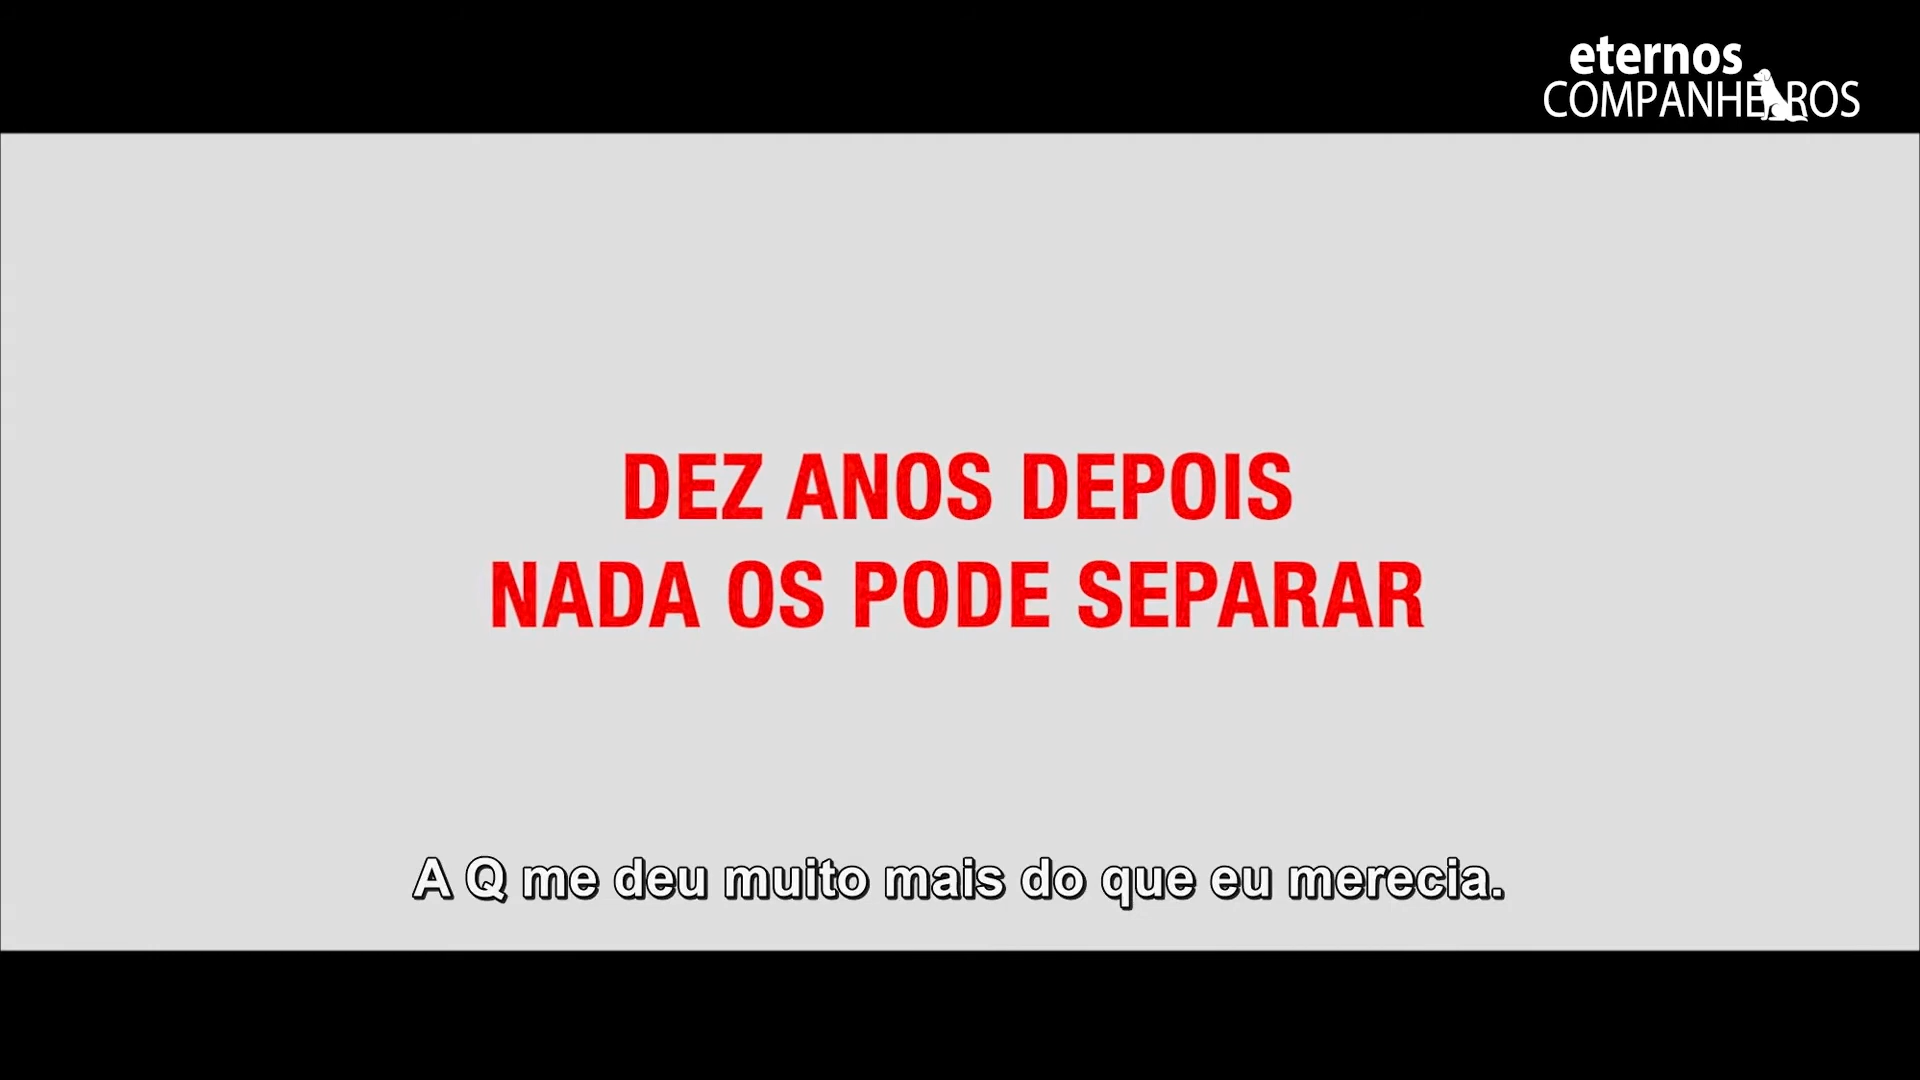 eternos
COMPANHEIROS
DEZ ANOS DEPOIS
NADA OS PODE SEPARAR
A Q me deu muito mais do que eu merecia.